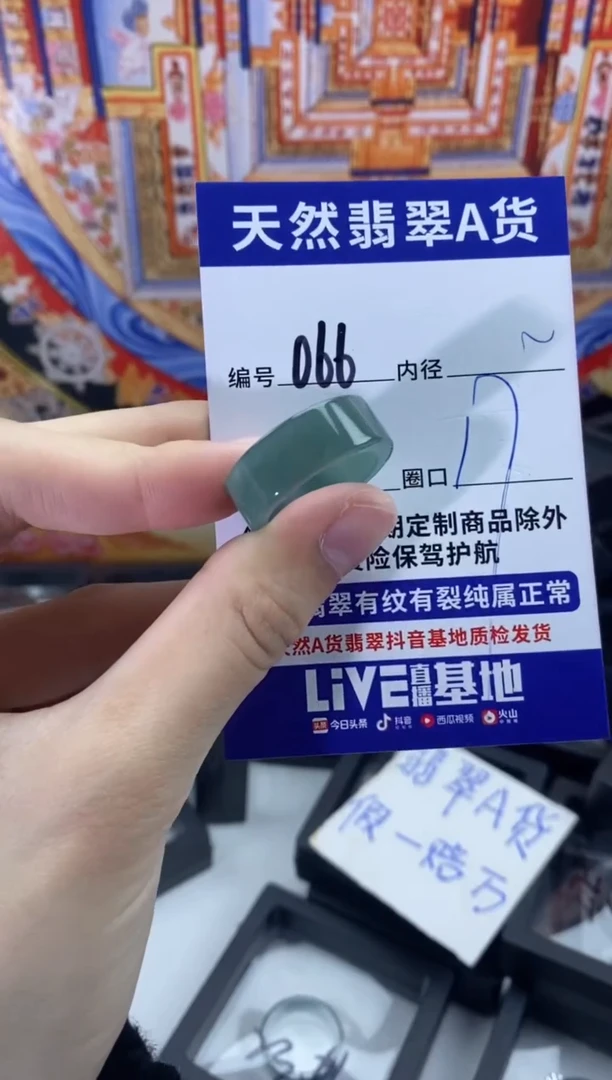 天然翡翠A货
编号 066 内径
圈口
期定制商品除外
险保驾护航
翡翠有纹有裂纯属正常
天然A货翡翠抖音基地质检发货
LiVE直播基地
头条 今日头条 抖音 西瓜视频 火山
翡翠A货
假一赔万